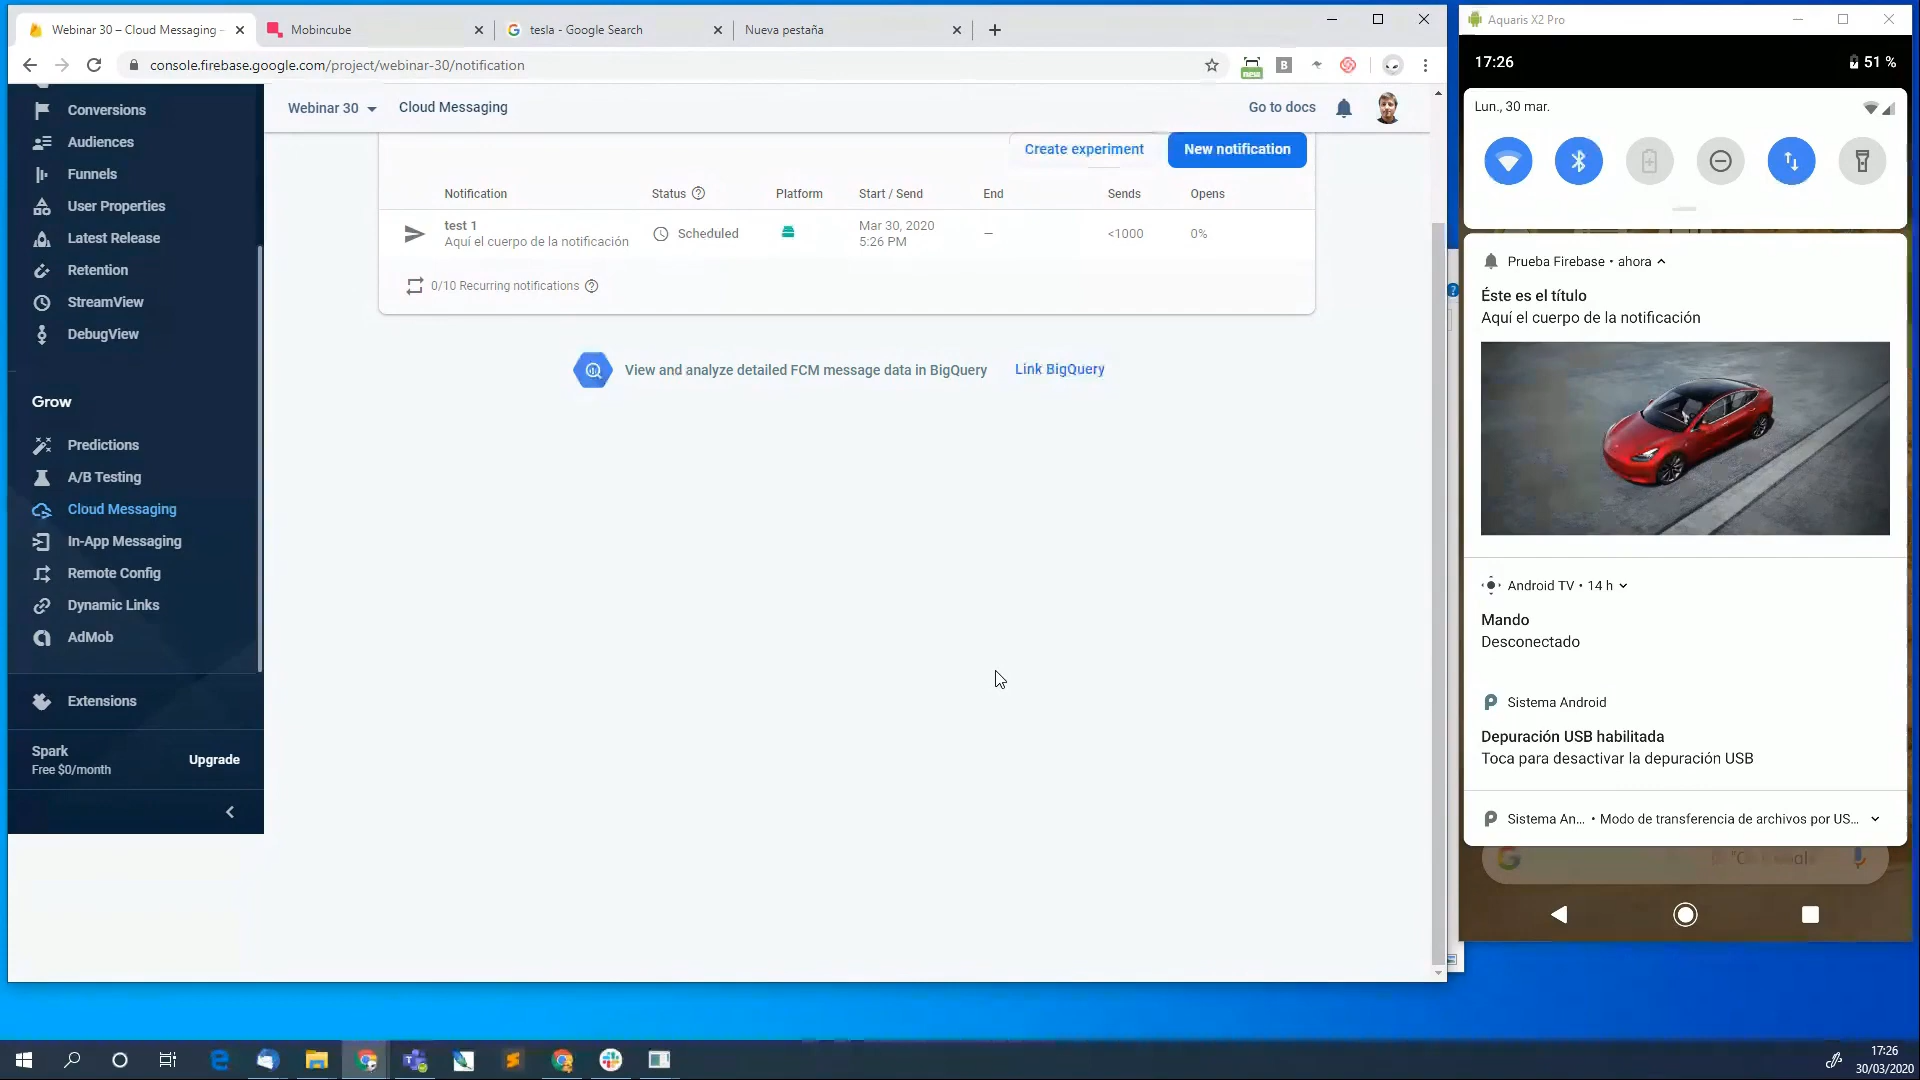 Webinar 30 – Cloud Messaging –
Mobincube
tesla - Google Search
Nueva pestaña
console.firebase.google.com/project/webinar-30/notification
new
B
Conversions
Audiences
Funnels
User Properties
Latest Release
Retention
StreamView
DebugView
Grow
Predictions
A/B Testing
Cloud Messaging
In-App Messaging
Remote Config
Dynamic Links
AdMob
Extensions
Spark
Free $0/month
Upgrade
Webinar 30
Cloud Messaging
Go to docs
Create experiment
New notification
Notification
Status
Platform
Start / Send
End
Sends
Opens
test 1
Aquí el cuerpo de la notificación
Scheduled
Mar 30, 2020
5:26 PM
–
<1000
0%
0/10 Recurring notifications
View and analyze detailed FCM message data in BigQuery
Link BigQuery
Aquaris X2 Pro
17:26
51 %
Lun., 30 mar.
Prueba Firebase • ahora
Éste es el título
Aquí el cuerpo de la notificación
Android TV • 14 h
Mando
Desconectado
Sistema Android
Depuración USB habilitada
Toca para desactivar la depuración USB
Sistema An... • Modo de transferencia de archivos por US...
17:26
30/03/2020